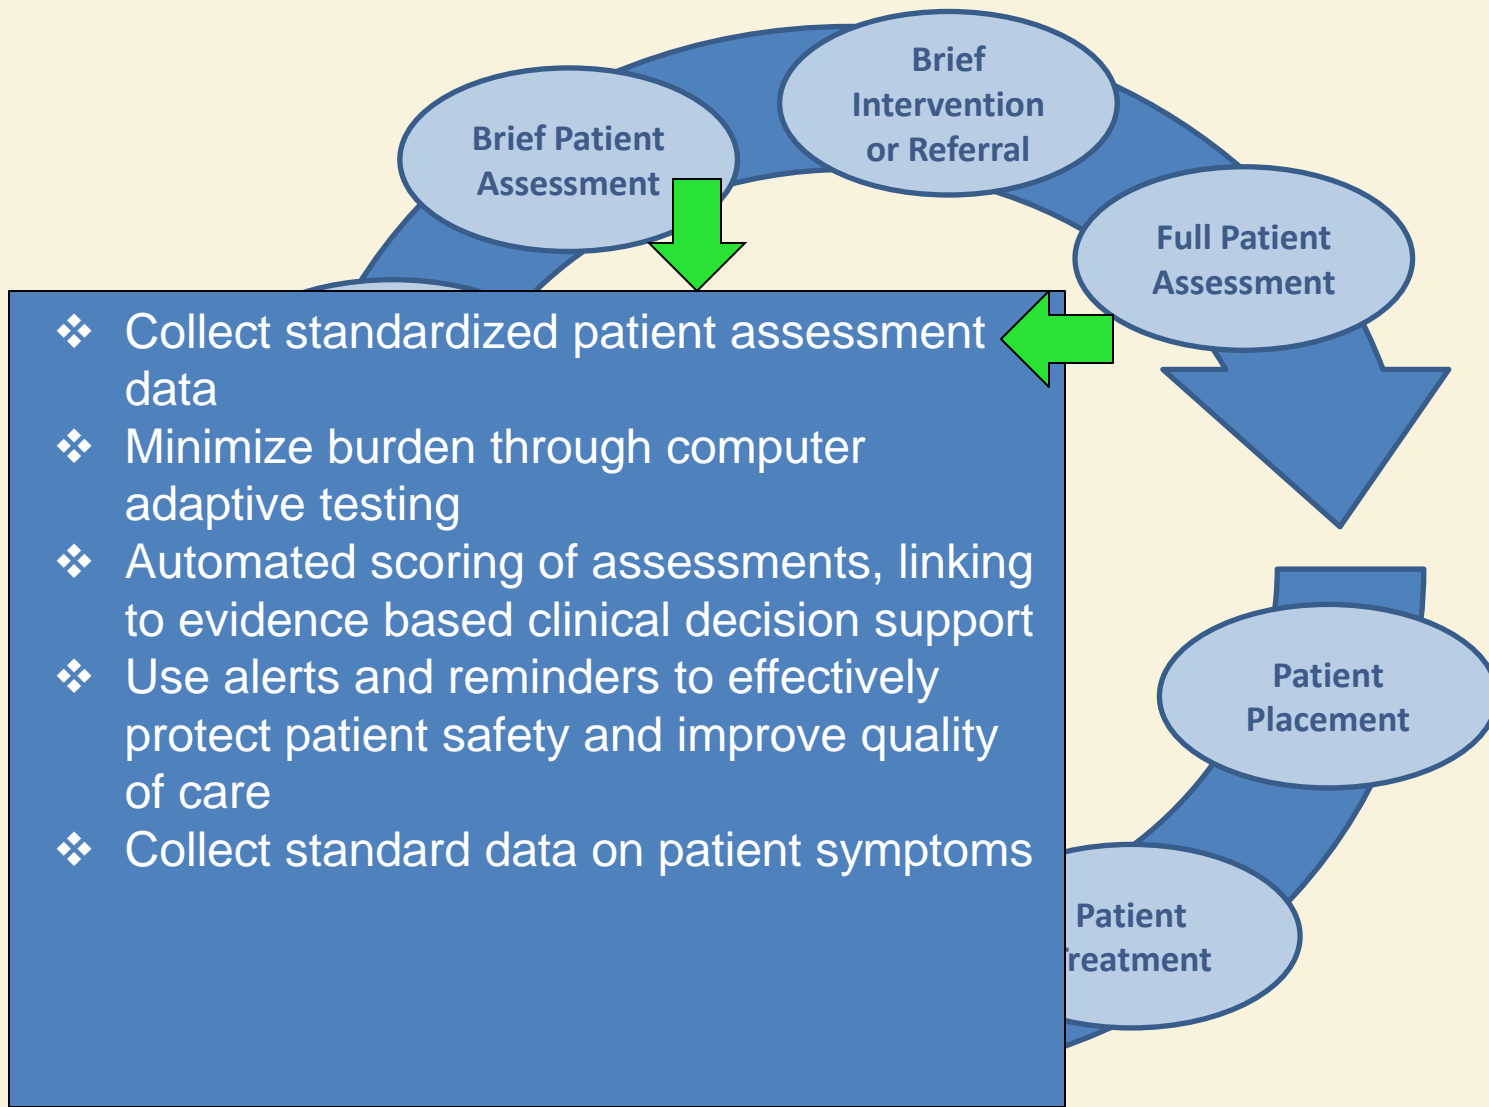 Brief
Intervention
or Referral
Brief Patient
Assessment
Full Patient
Assessment
❖ Collect standardized patient assessment
data
❖ Minimize burden through computer
adaptive testing
❖ Automated scoring of assessments, linking
to evidence based clinical decision support
❖ Use alerts and reminders to effectively
protect patient safety and improve quality
of care
❖ Collect standard data on patient symptoms
Patient
Placement
Patient
Treatment